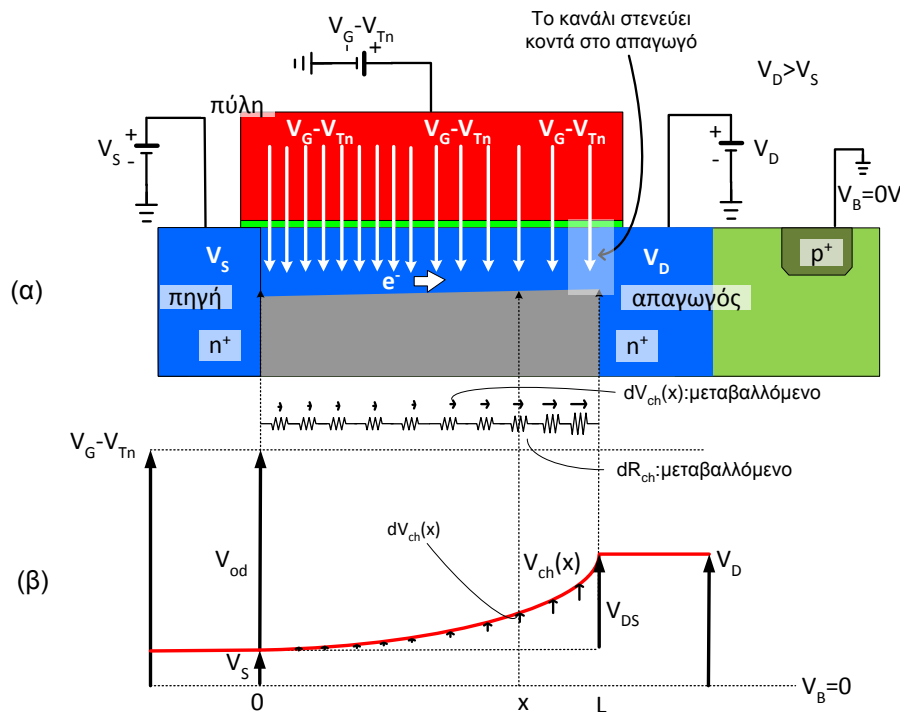 Το κανάλι στενεύει
κοντά στο απαγωγό
V_G-V_Tn
+
-
V_D>V_S
πύλη
V_G-V_Tn V_G-V_Tn V_G-V_Tn
V_S
+
-
+
-
V_D
V_B=0V
V_S
V_D
p⁺
(α)
e⁻
πηγή
απαγωγός
n⁺
n⁺
dV_ch(x):μεταβαλλόμενο
V_G-V_Tn
dR_ch:μεταβαλλόμενο
dV_ch(x)
V_od
V_ch(x)
V_D
(β)
V_DS
V_S
V_B=0
0
x
L